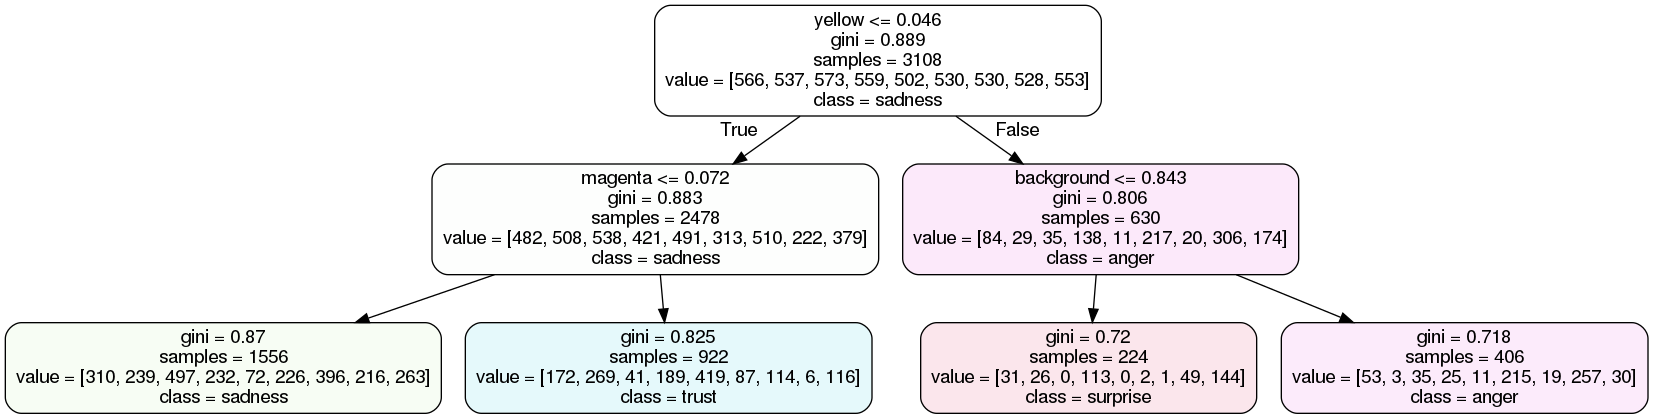 yellow <= 0.046
gini = 0.889
samples = 3108
value = [566, 537, 573, 559, 502, 530, 530, 528, 553]
class = sadness
True
False
magenta <= 0.072
gini = 0.883
samples = 2478
value = [482, 508, 538, 421, 491, 313, 510, 222, 379]
class = sadness
background <= 0.843
gini = 0.806
samples = 630
value = [84, 29, 35, 138, 11, 217, 20, 306, 174]
class = anger
gini = 0.87
samples = 1556
value = [310, 239, 497, 232, 72, 226, 396, 216, 263]
class = sadness
gini = 0.825
samples = 922
value = [172, 269, 41, 189, 419, 87, 114, 6, 116]
class = trust
gini = 0.72
samples = 224
value = [31, 26, 0, 113, 0, 2, 1, 49, 144]
class = surprise
gini = 0.718
samples = 406
value = [53, 3, 35, 25, 11, 215, 19, 257, 30]
class = anger